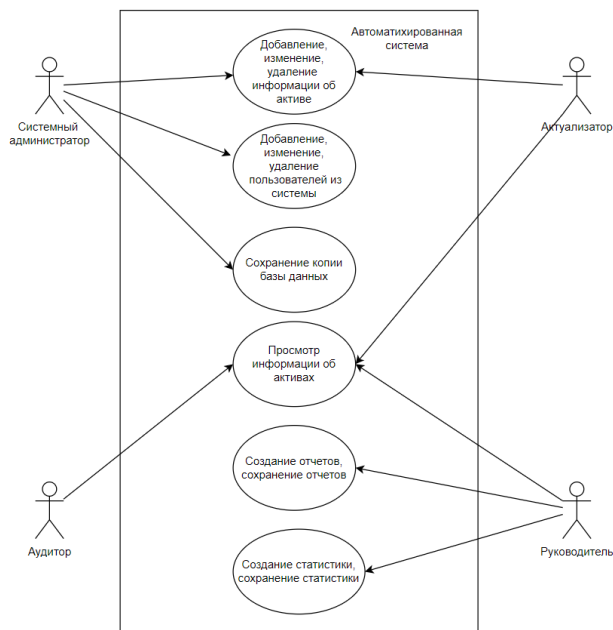 Автоматихированная
система
Добавление,
изменение,
удаление
информации об
активе
Системный
администратор
Актуализатор
Добавление,
изменение,
удаление
пользователей из
системы
Сохранение копии
базы данных
Просмотр
информации об
активах
Создание отчетов,
сохранение отчетов
Аудитор
Руководитель
Создание статистики,
сохранение статистики